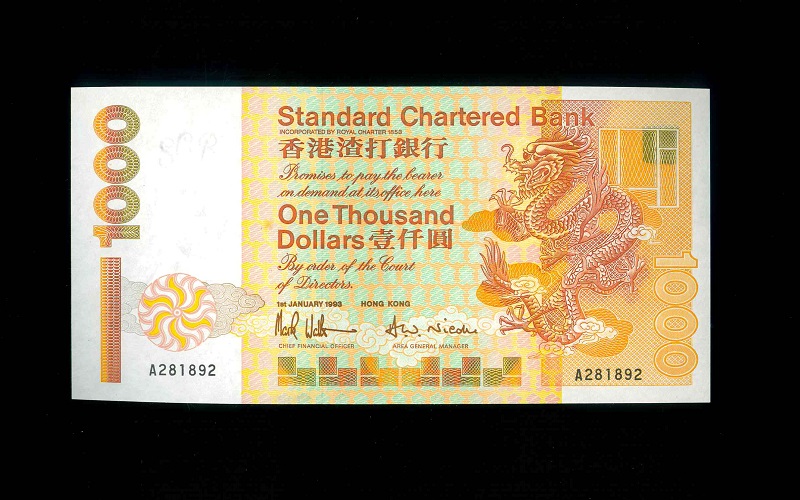 1000
Standard Chartered Bank
INCORPORATED BY ROYAL CHARTER 1853
香港渣打銀行
Promises to pay the bearer
on demand at its office here
One Thousand
Dollars 壹仟圓
By order of the Court
of Directors.
1st JANUARY 1993 HONG KONG
CHIEF FINANCIAL OFFICER AREA GENERAL MANAGER
A281892
A281892
1000